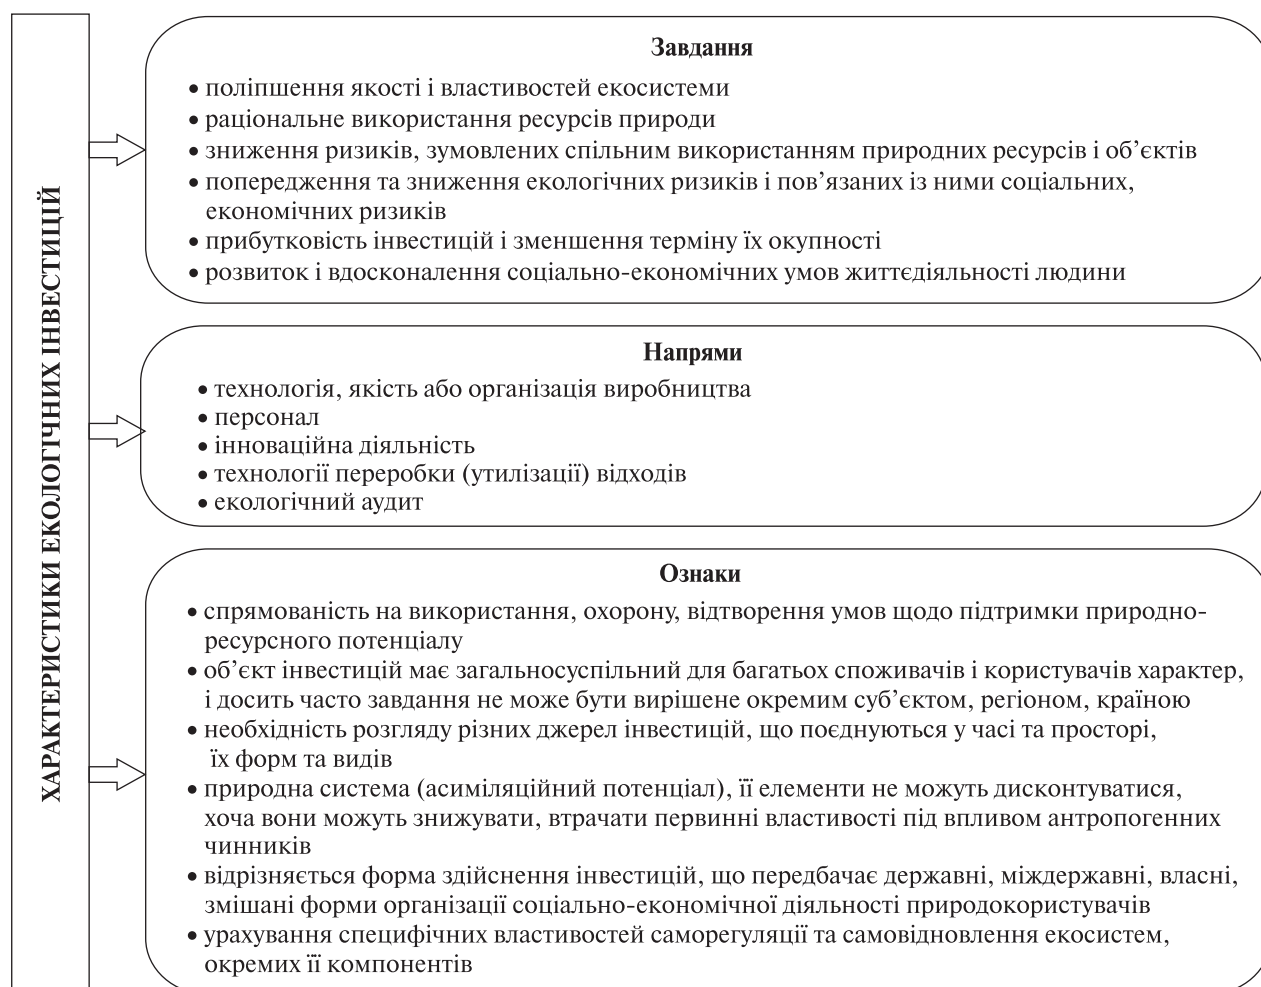 ХАРАКТЕРИСТИКИ ЕКОЛОГІЧНИХ ІНВЕСТИЦІЙ
Завдання
• поліпшення якості і властивостей екосистеми
• раціональне використання ресурсів природи
• зниження ризиків, зумовлених спільним використанням природних ресурсів і об’єктів
• попередження та зниження екологічних ризиків і пов’язаних із ними соціальних,
економічних ризиків
• прибутковість інвестицій і зменшення терміну їх окупності
• розвиток і вдосконалення соціально-економічних умов життєдіяльності людини
Напрями
• технологія, якість або організація виробництва
• персонал
• інноваційна діяльність
• технології переробки (утилізації) відходів
• екологічний аудит
Ознаки
• спрямованість на використання, охорону, відтворення умов щодо підтримки природно-
ресурсного потенціалу
• об’єкт інвестицій має загальносуспільний для багатьох споживачів і користувачів характер,
і досить часто завдання не може бути вирішене окремим суб’єктом, регіоном, країною
• необхідність розгляду різних джерел інвестицій, що поєднуються у часі та просторі,
їх форм та видів
• природна система (асиміляційний потенціал), її елементи не можуть дисконтуватися,
хоча вони можуть знижувати, втрачати первинні властивості під впливом антропогенних
чинників
• відрізняється форма здійснення інвестицій, що передбачає державні, міждержавні, власні,
змішані форми організації соціально-економічної діяльності природокористувачів
• урахування специфічних властивостей саморегуляції та самовідновлення екосистем,
окремих її компонентів